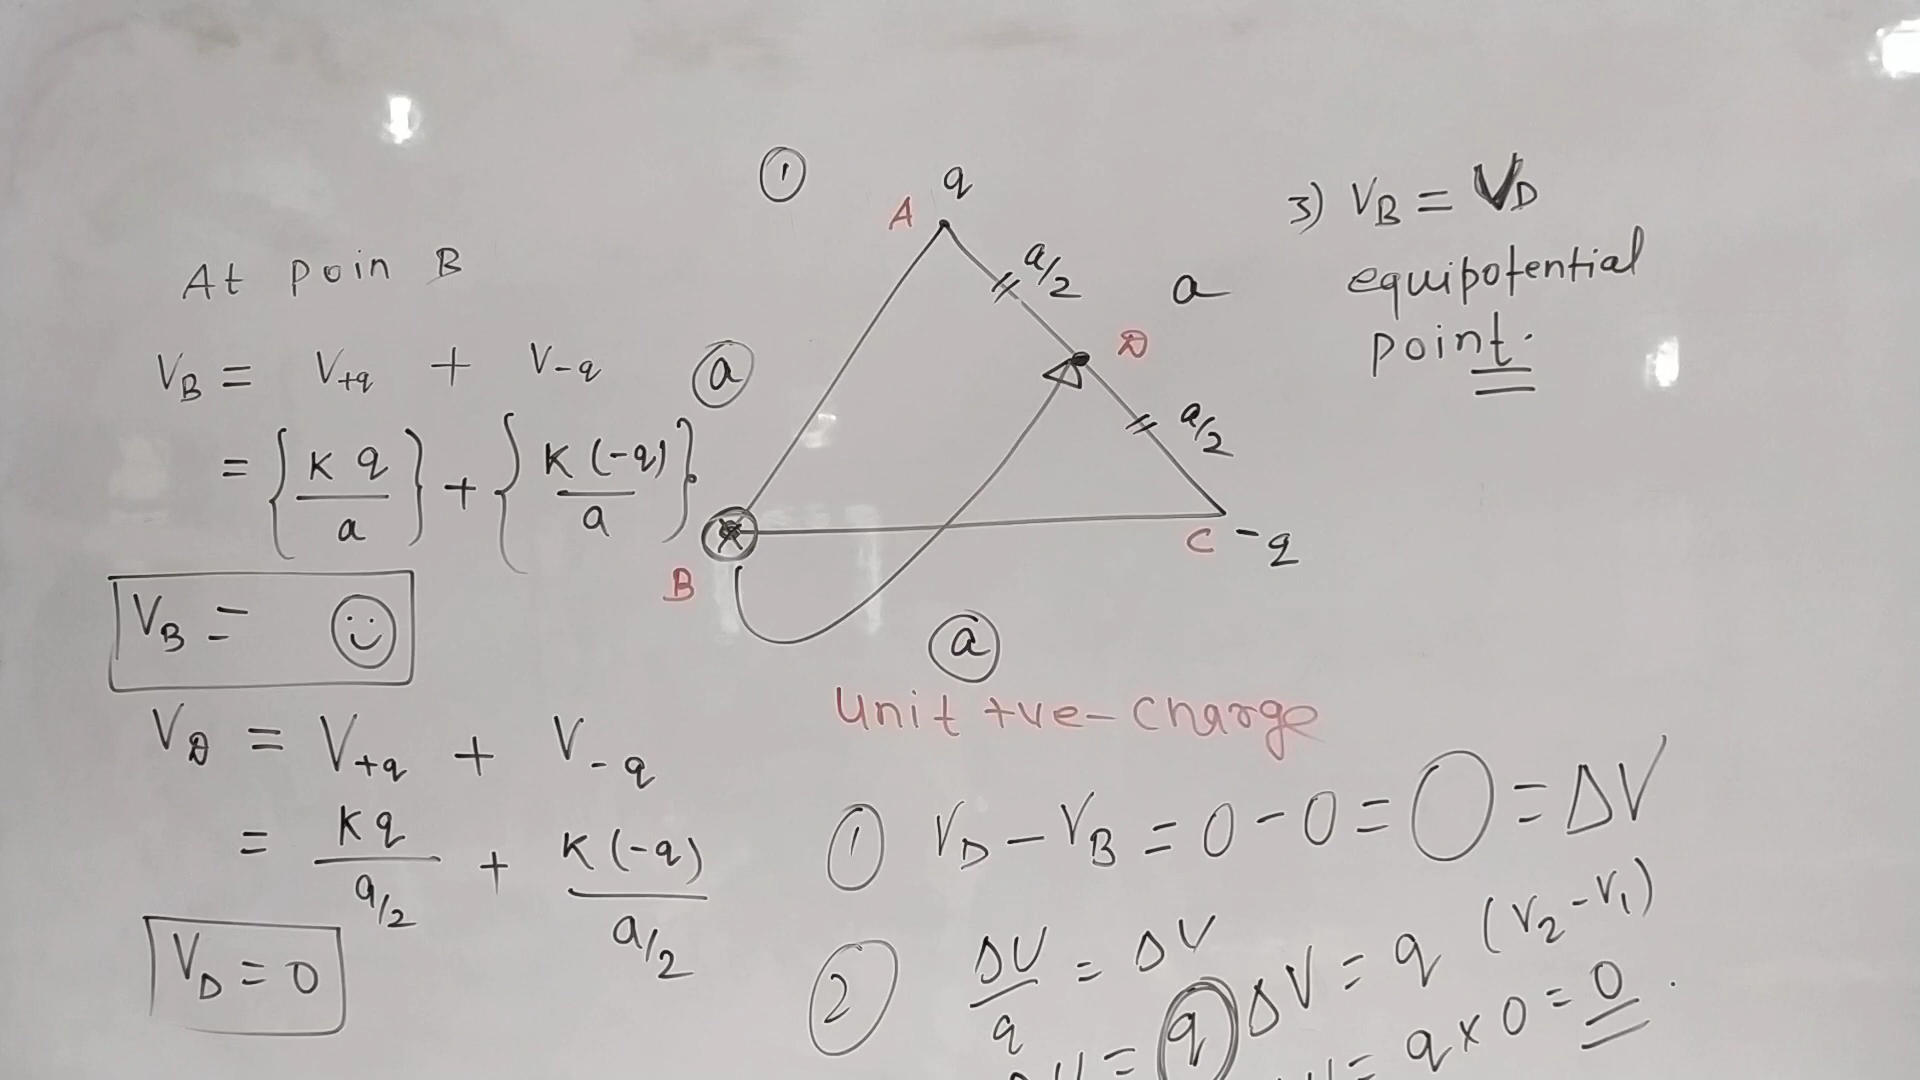 At poin B
V_B = V_+q + V_-q
= {K q / a} + {K (-q) / a}
V_B = ☺
V_D = V_+q + V_-q
= K q / a/2 + K (-q) / a/2
V_D = 0
①
q
A
a/2
a
D
a
a/2
B
C -q
a
Unit +ve- charge
① V_D - V_B = 0 - 0 = 0 = ΔV
② ΔU / q = ΔV
q ΔV = q (V_2 - V_1)
= q x 0 = 0
3) V_B = V_D
equipotential
point.